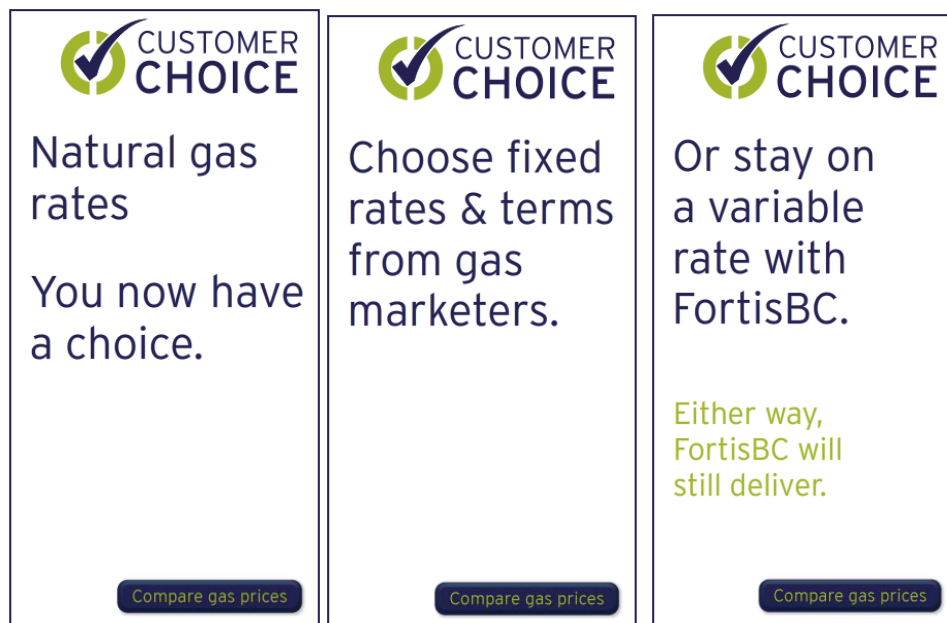 CUSTOMER
CHOICE
Natural gas
rates
You now have
a choice.
Compare gas prices
CUSTOMER
CHOICE
Choose fixed
rates & terms
from gas
marketers.
Compare gas prices
CUSTOMER
CHOICE
Or stay on
a variable
rate with
FortisBC.
Either way,
FortisBC will
still deliver.
Compare gas prices